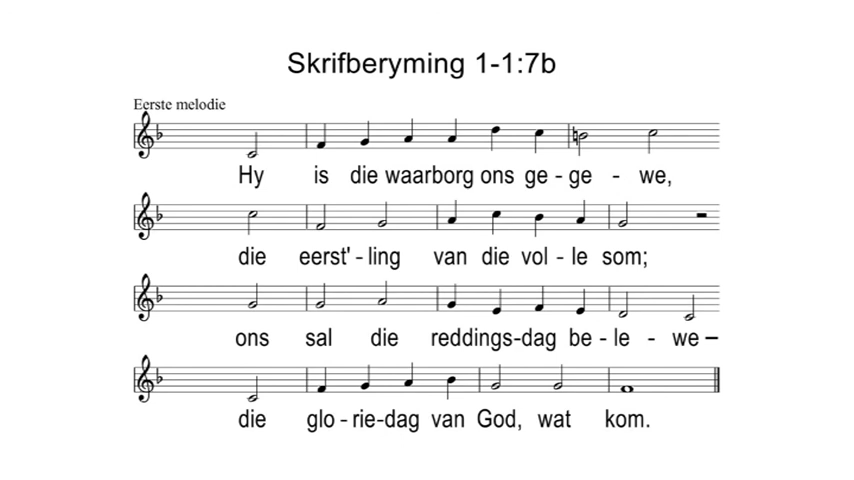 Skrifberyming 1-1:7b
Eerste melodie
Hy is die waarborg ons ge - ge - we,
die eerst' - ling van die vol - le som;
ons sal die reddings-dag be - le - we –
die glo - rie-dag van God, wat kom.